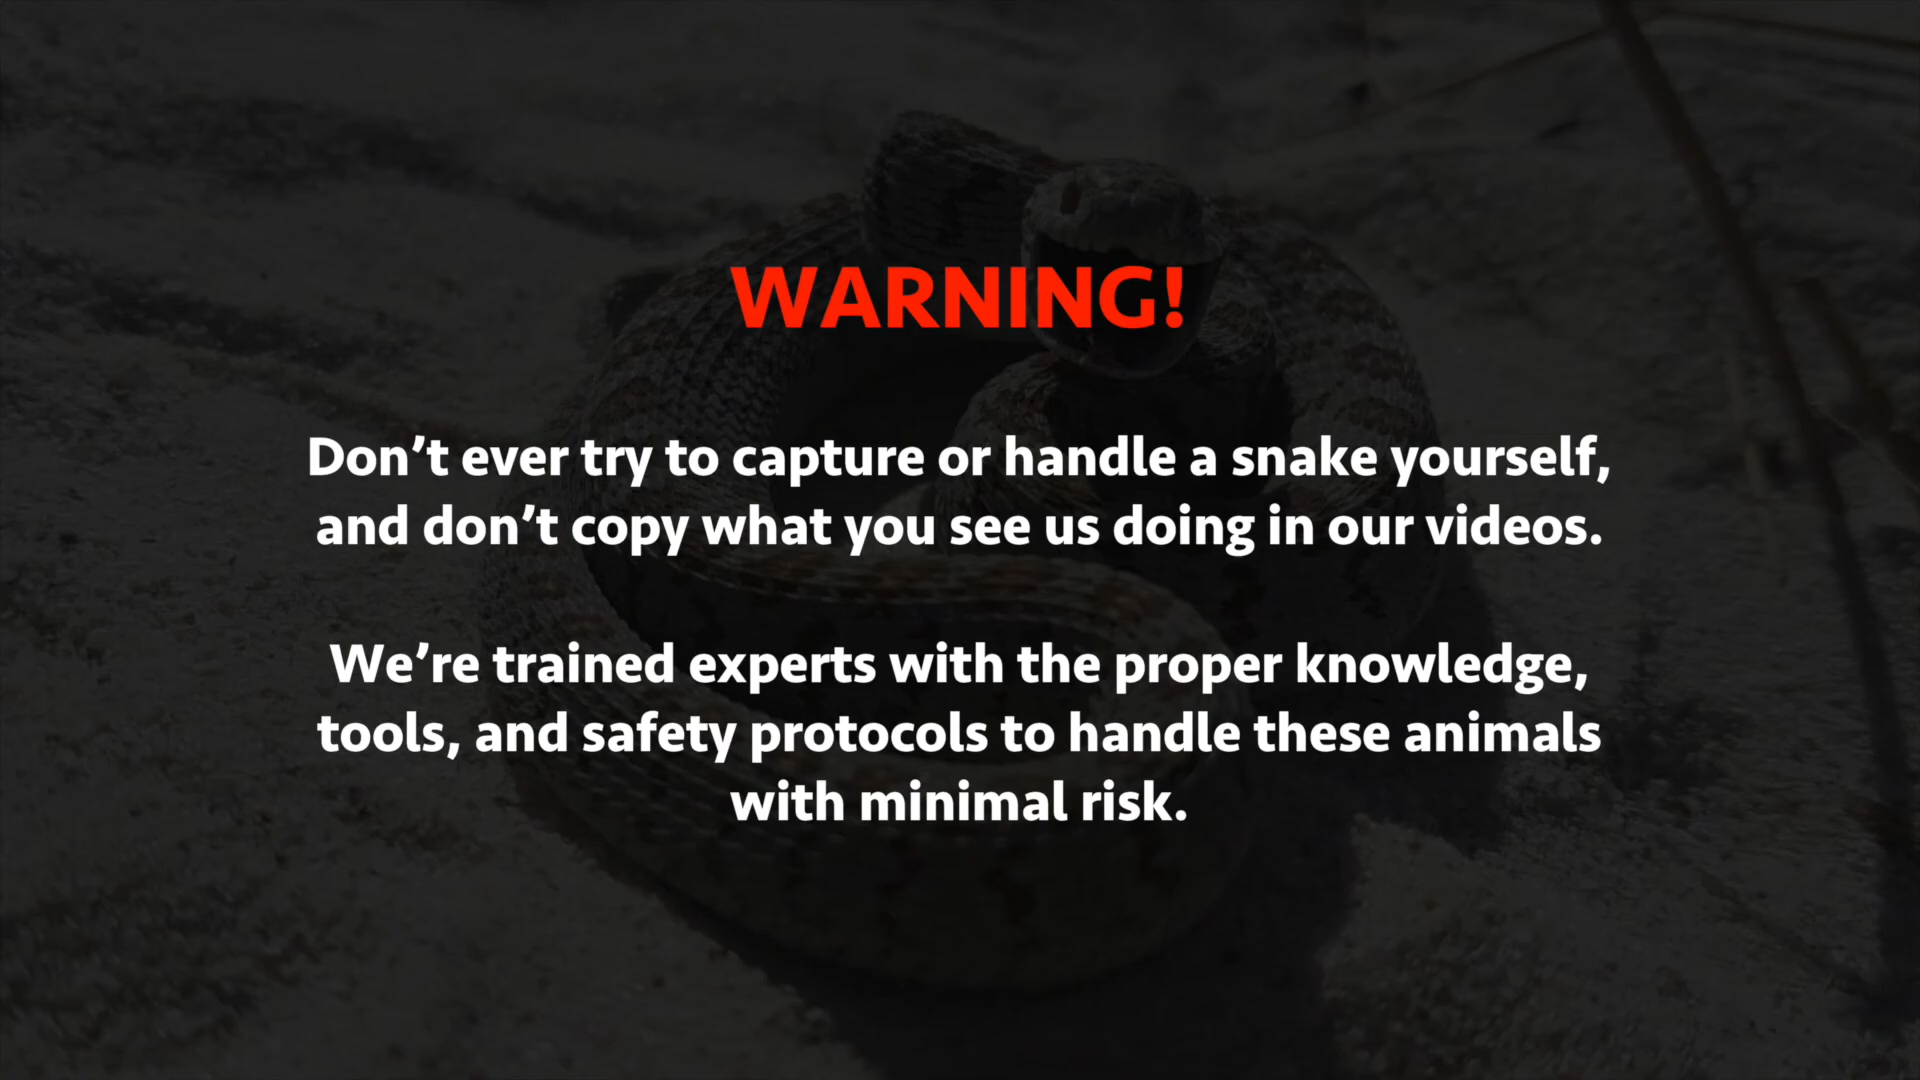 WARNING!
Don’t ever try to capture or handle a snake yourself,
and don’t copy what you see us doing in our videos.
We’re trained experts with the proper knowledge,
tools, and safety protocols to handle these animals
with minimal risk.